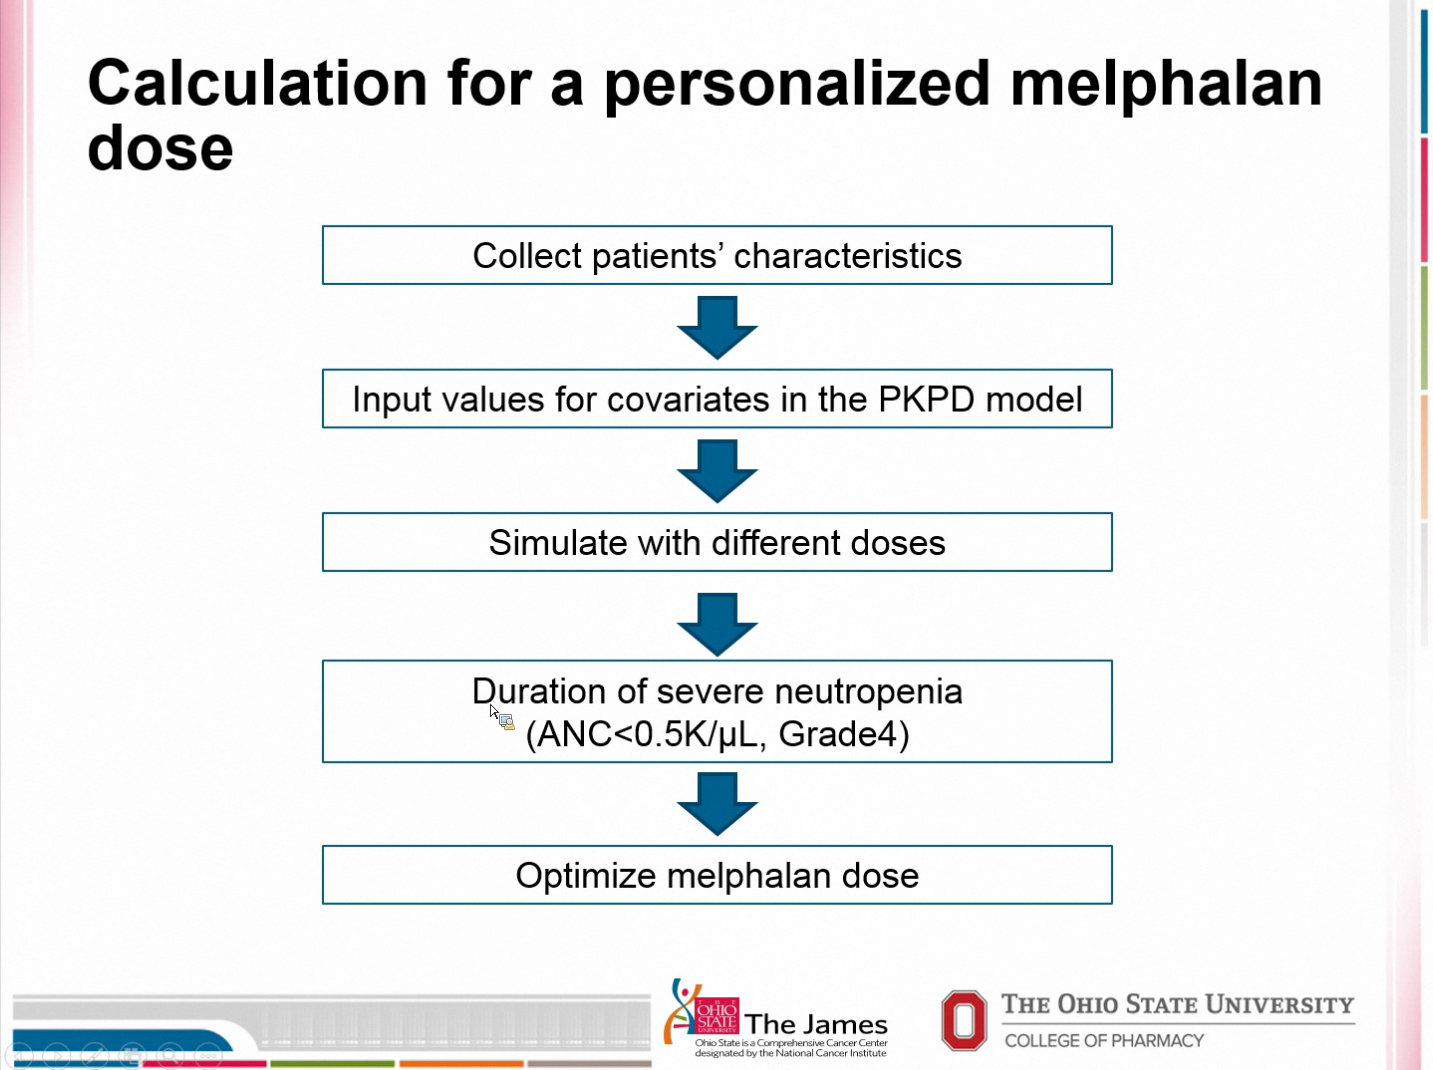 Calculation for a personalized melphalan
dose
Collect patients’ characteristics
Input values for covariates in the PKPD model
Simulate with different doses
Duration of severe neutropenia
(ANC<0.5K/µL, Grade4)
Optimize melphalan dose
THE
OHIO
STATE
UNIVERSITY
The James
Ohio State is a Comprehensive Cancer Center
designated by the National Cancer Institute
THE OHIO STATE UNIVERSITY
COLLEGE OF PHARMACY